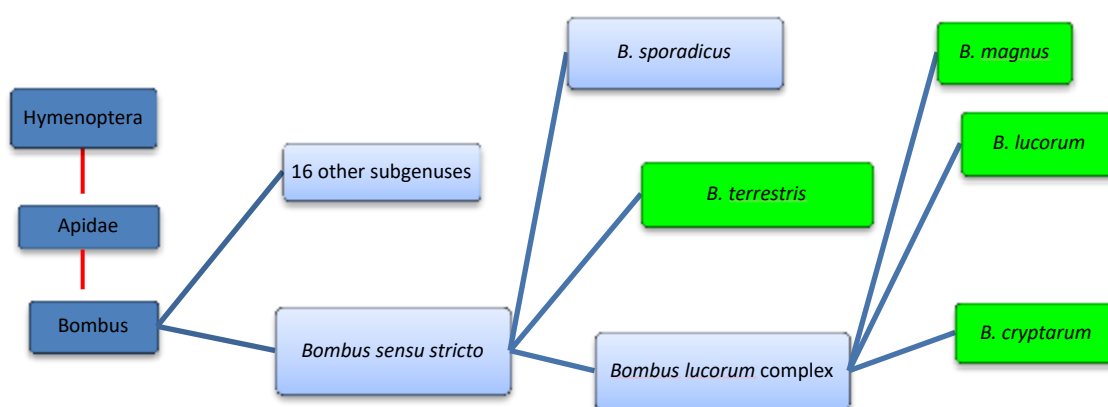 Hymenoptera
Apidae
Bombus
16 other subgenuses
Bombus sensu stricto
B. sporadicus
B. terrestris
Bombus lucorum complex
B. magnus
B. lucorum
B. cryptarum